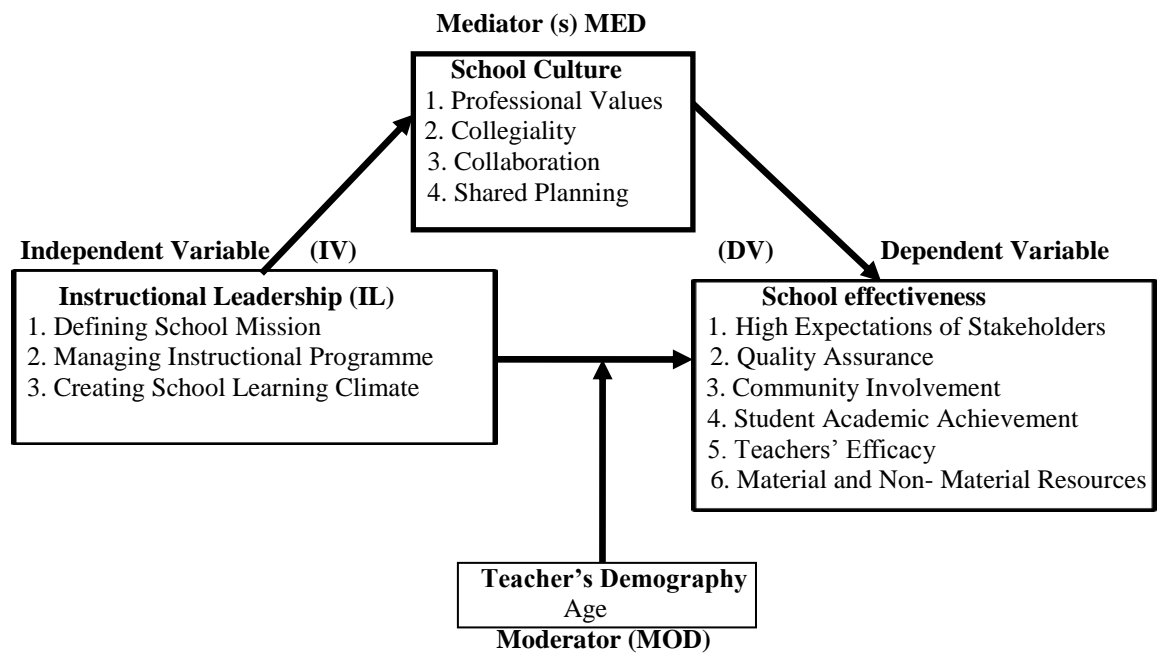 Mediator (s) MED
School Culture
1. Professional Values
2. Collegiality
3. Collaboration
4. Shared Planning
Independent Variable (IV)
(DV) Dependent Variable
Instructional Leadership (IL)
1. Defining School Mission
2. Managing Instructional Programme
3. Creating School Learning Climate
School effectiveness
1. High Expectations of Stakeholders
2. Quality Assurance
3. Community Involvement
4. Student Academic Achievement
5. Teachers’ Efficacy
6. Material and Non- Material Resources
Teacher’s Demography
Age
Moderator (MOD)